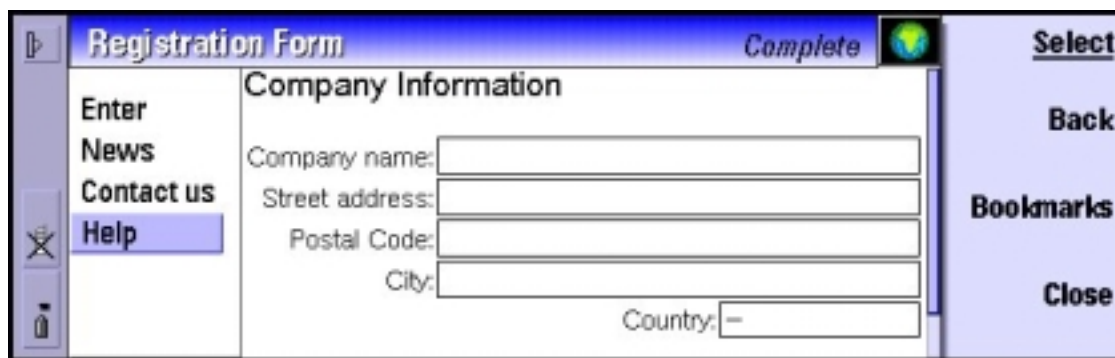 Registration Form
Complete
Enter
News
Contact us
Help
Company Information
Company name:
Street address:
Postal Code:
City:
Country: –
Select
Back
Bookmarks
Close